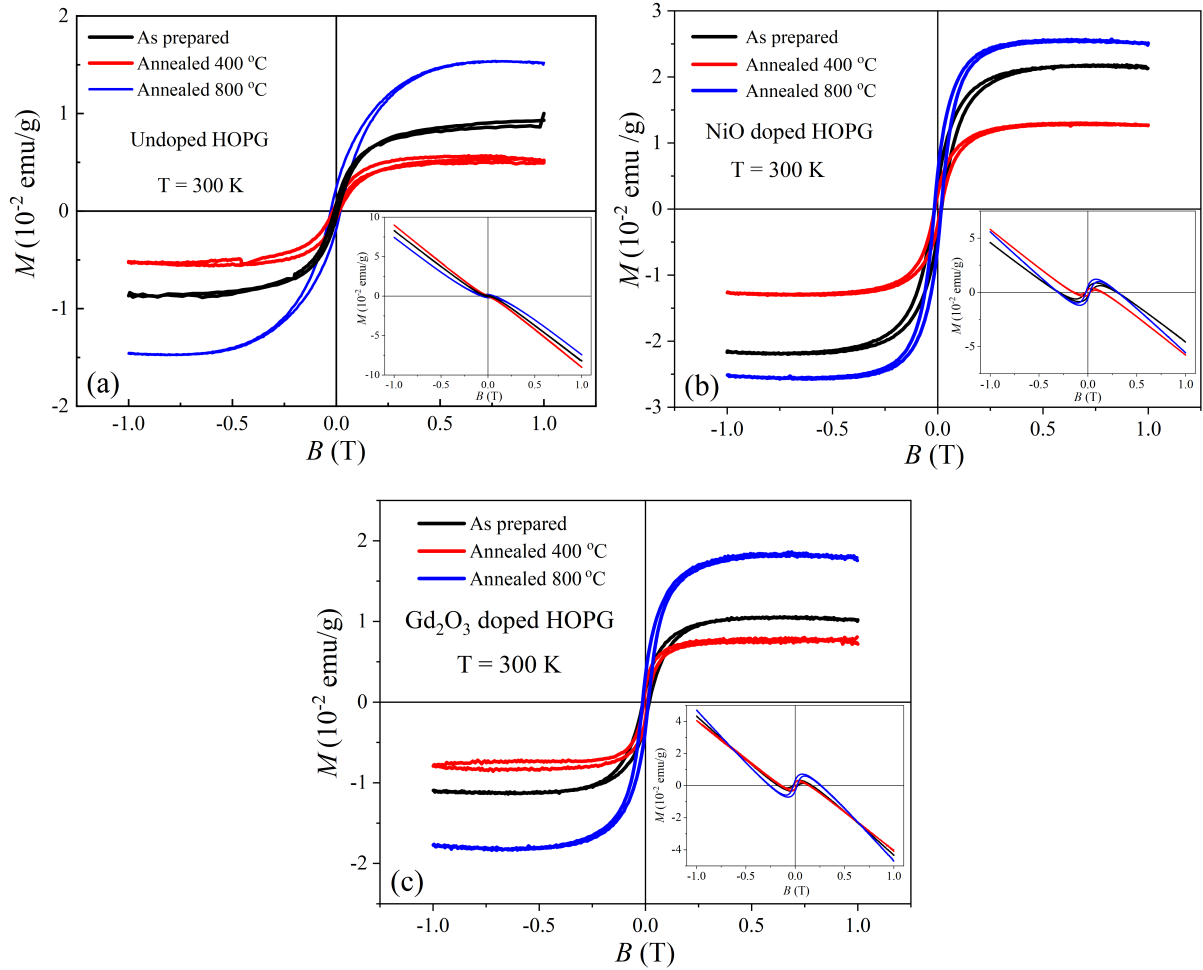 As prepared
Annealed 400 °C
Annealed 800 °C
Undoped HOPG
T = 300 K
(a)
M (10⁻² emu/g)
2
1
0
-1
-2
-1.0 -0.5 0.0 0.5 1.0
B (T)
M (10⁻² emu/g)
10
5
0
-5
-10
-1.0 -0.5 0.0 0.5 1.0
B (T)
As prepared
Annealed 400 °C
Annealed 800 °C
NiO doped HOPG
T = 300 K
(b)
M (10⁻² emu /g)
3
2
1
0
-1
-2
-3
-1.0 -0.5 0.0 0.5 1.0
B (T)
M (10⁻² emu/g)
5
0
-5
-1.0 -0.5 0.0 0.5 1.0
B (T)
As prepared
Annealed 400 °C
Annealed 800 °C
Gd₂O₃ doped HOPG
T = 300 K
(c)
M (10⁻² emu/g)
2
1
0
-1
-2
-1.0 -0.5 0.0 0.5 1.0
B (T)
M (10⁻² emu/g)
4
2
0
-2
-4
-1.0 -0.5 0.0 0.5 1.0
B (T)